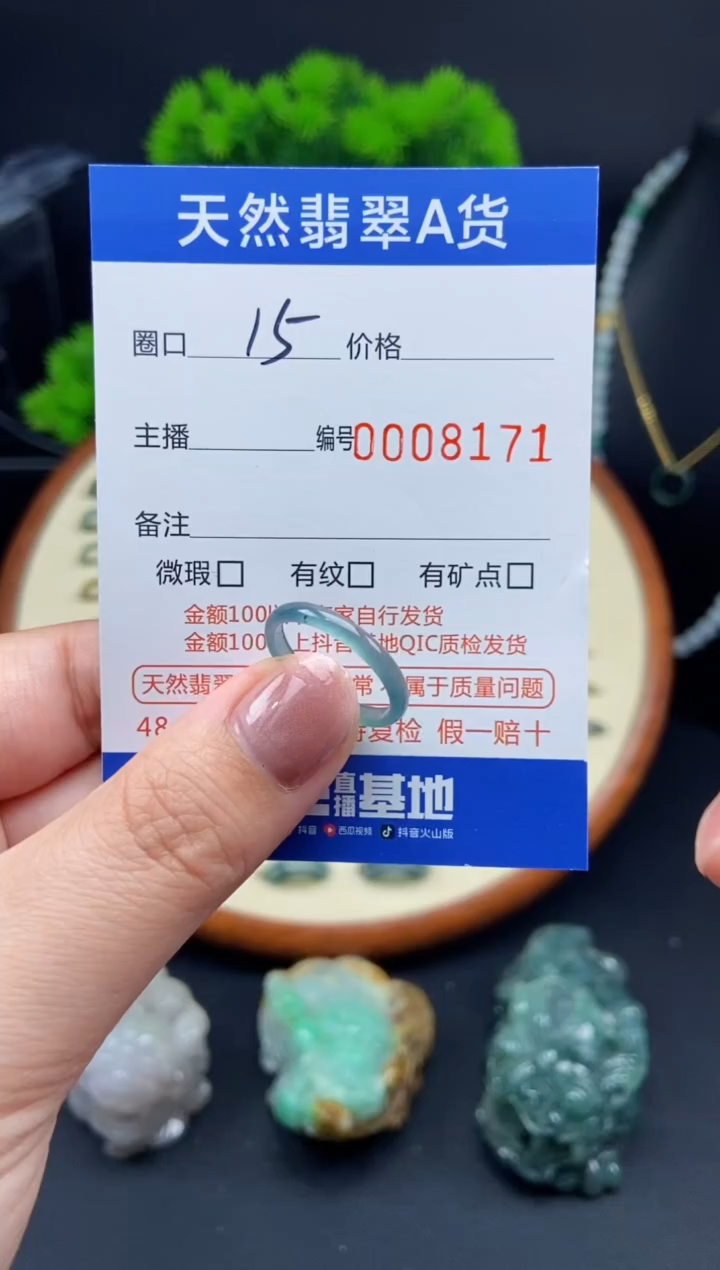 天然翡翠A货
圈口 15 价格
主播 编号0008171
备注
微瑕□ 有纹□ 有矿点□
金额100 家自行发货
金额100 上抖音 地QIC质检发货
天然翡 常 属于质量问题
48 复检 假一赔十
直播基地
抖音 西瓜视频 抖音火山版